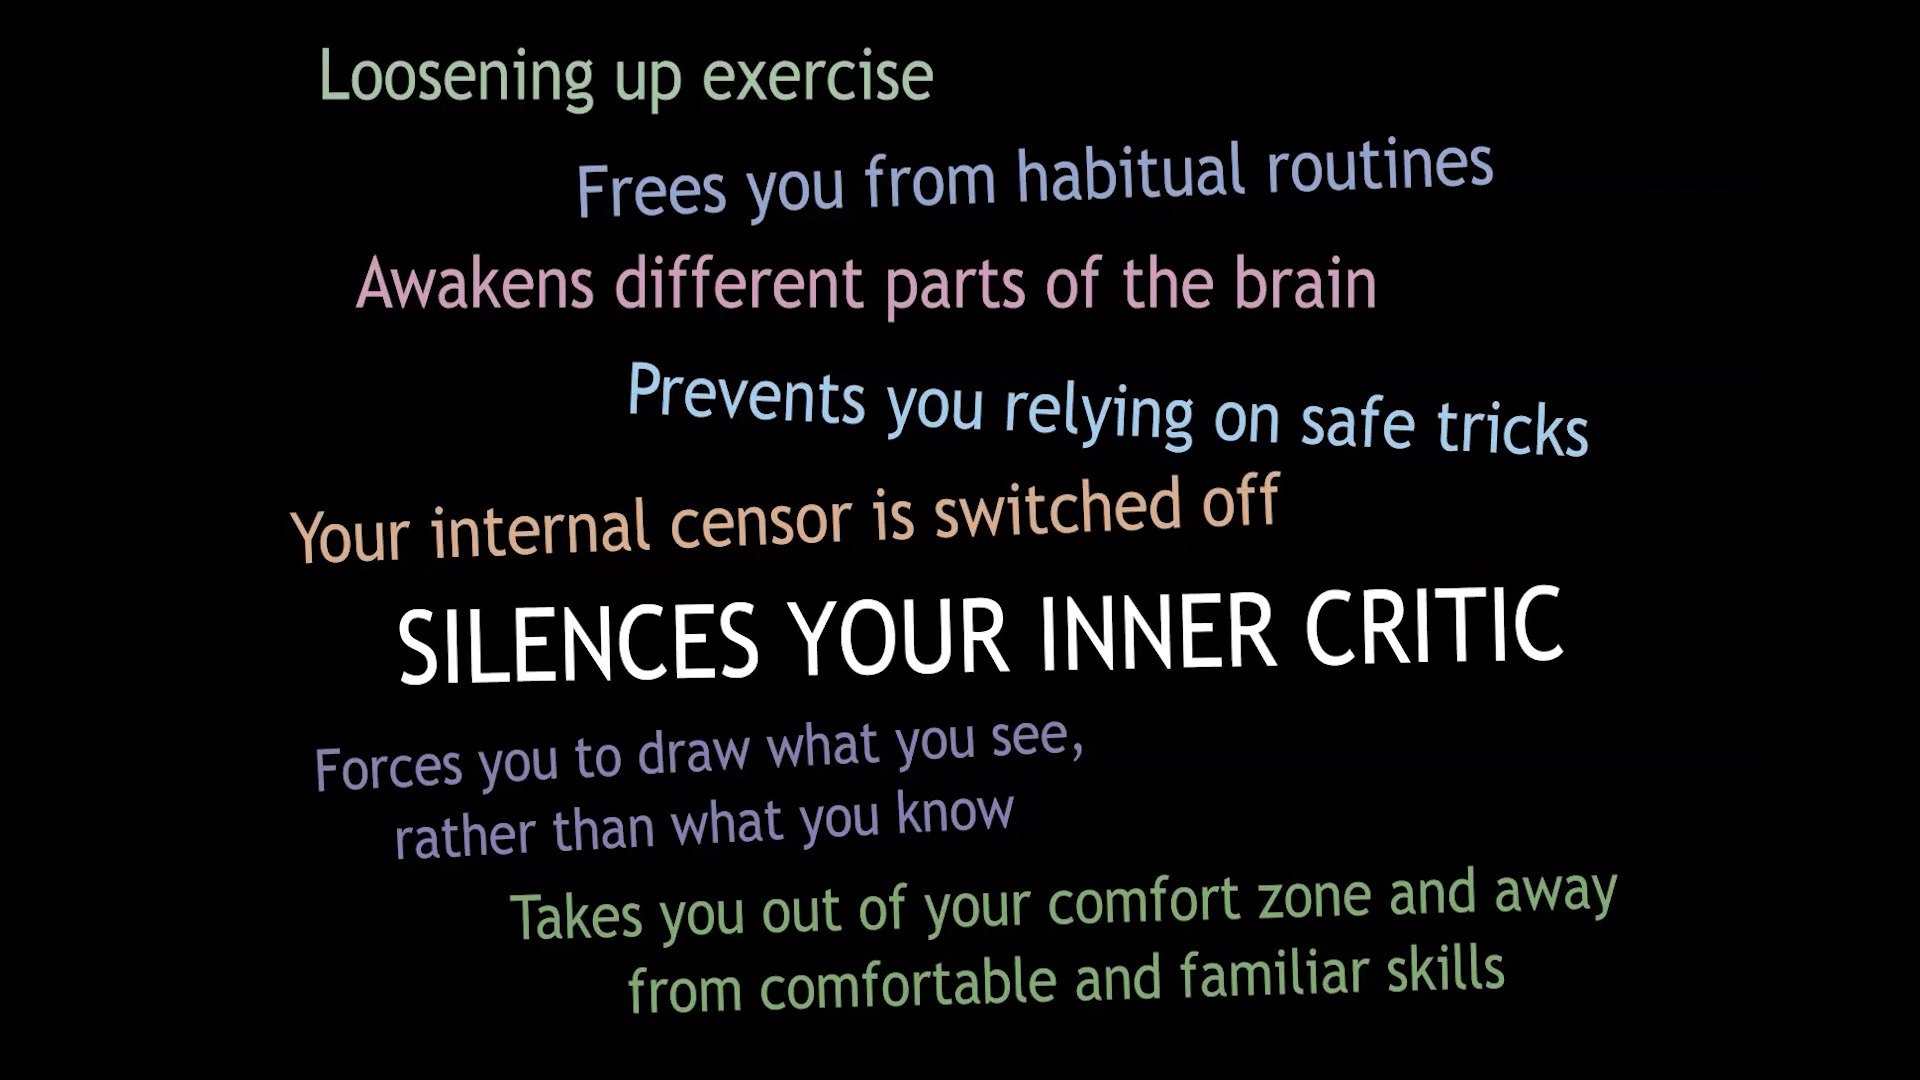 Loosening up exercise
Frees you from habitual routines
Awakens different parts of the brain
Prevents you relying on safe tricks
Your internal censor is switched off
SILENCES YOUR INNER CRITIC
Forces you to draw what you see,
rather than what you know
Takes you out of your comfort zone and away
from comfortable and familiar skills